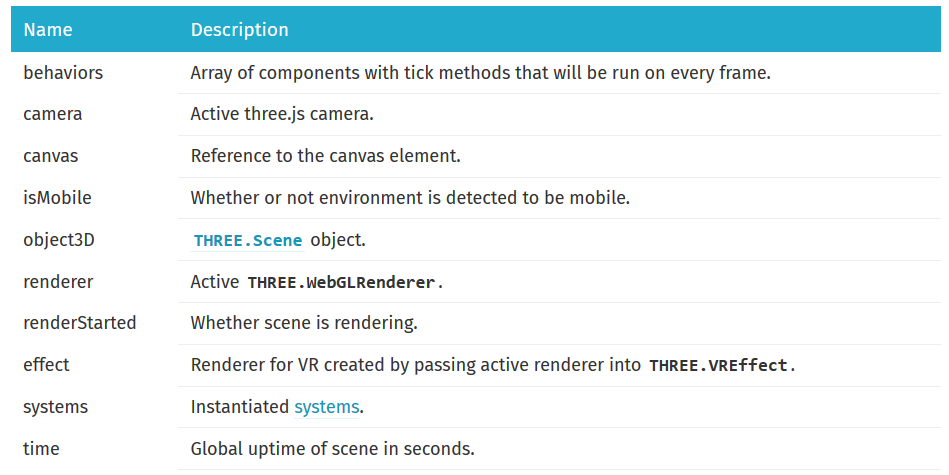 Name Description
behaviors Array of components with tick methods that will be run on every frame.
camera Active three.js camera.
canvas Reference to the canvas element.
isMobile Whether or not environment is detected to be mobile.
object3D THREE.Scene object.
renderer Active THREE.WebGLRenderer.
renderStarted Whether scene is rendering.
effect Renderer for VR created by passing active renderer into THREE.VREffect.
systems Instantiated systems.
time Global uptime of scene in seconds.